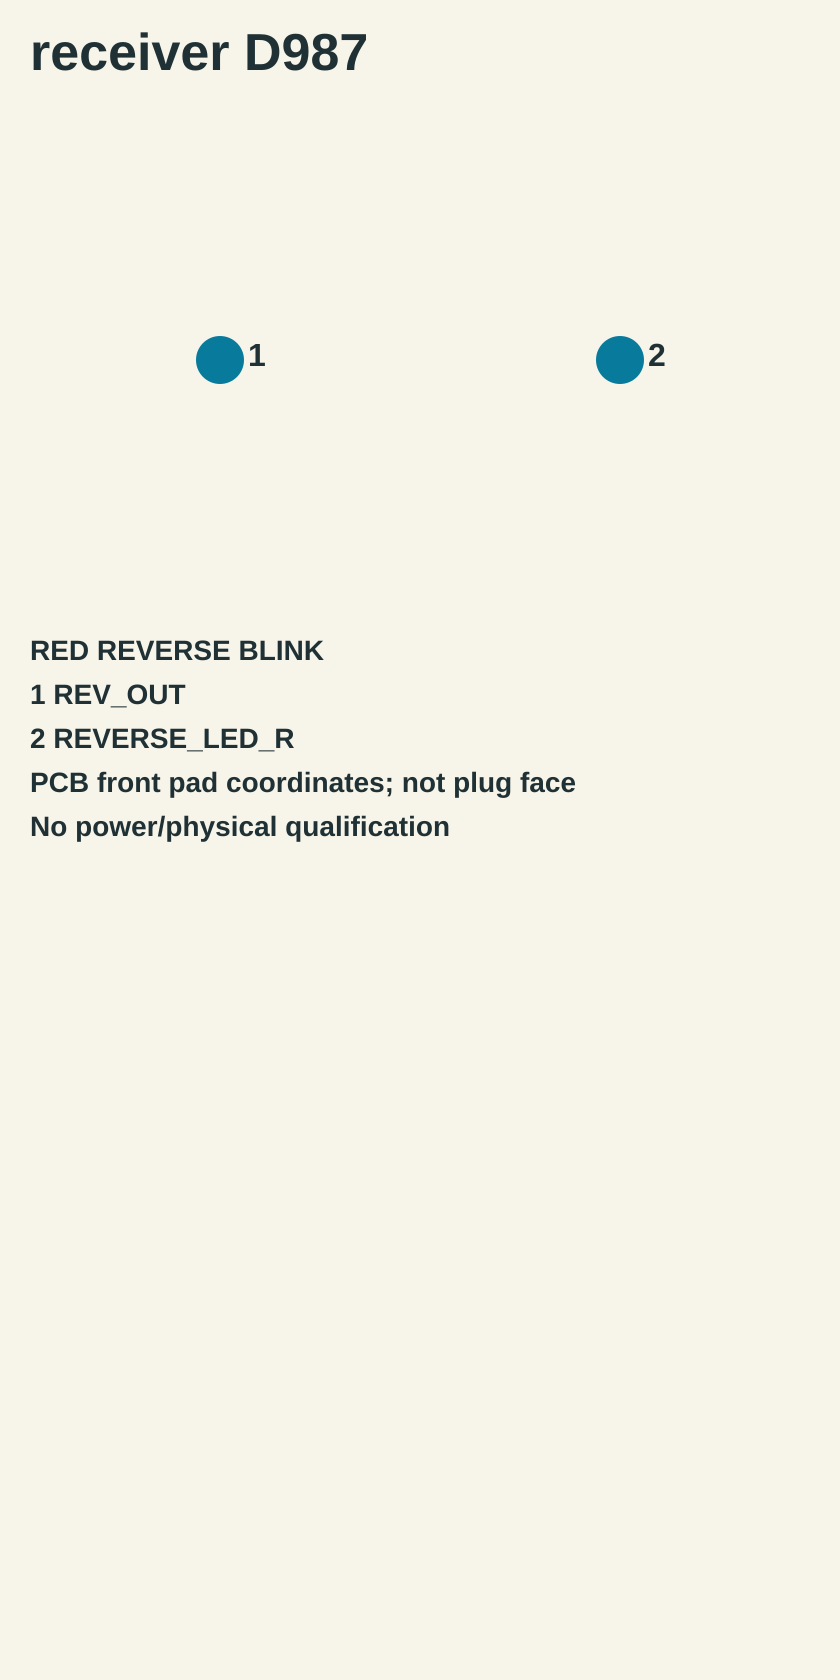 receiver D987
1
2
RED REVERSE BLINK
1 REV_OUT
2 REVERSE_LED_R
PCB front pad coordinates; not plug face
No power/physical qualification